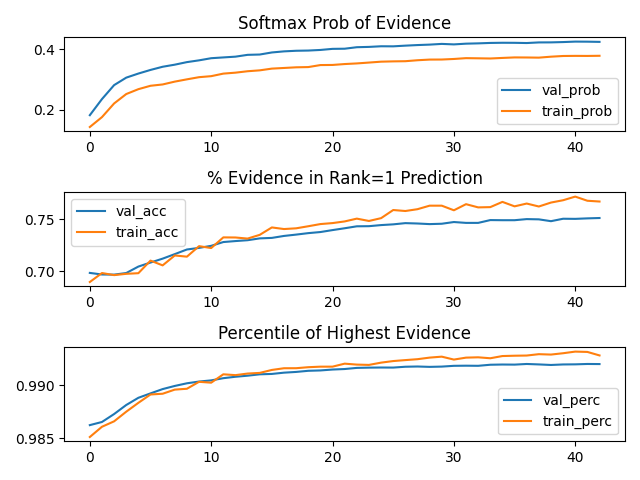 Softmax Prob of Evidence
0.4
0.2
val_prob
train_prob
0 10 20 30 40
% Evidence in Rank=1 Prediction
0.75
0.70
val_acc
train_acc
0 10 20 30 40
Percentile of Highest Evidence
0.990
0.985
val_perc
train_perc
0 10 20 30 40